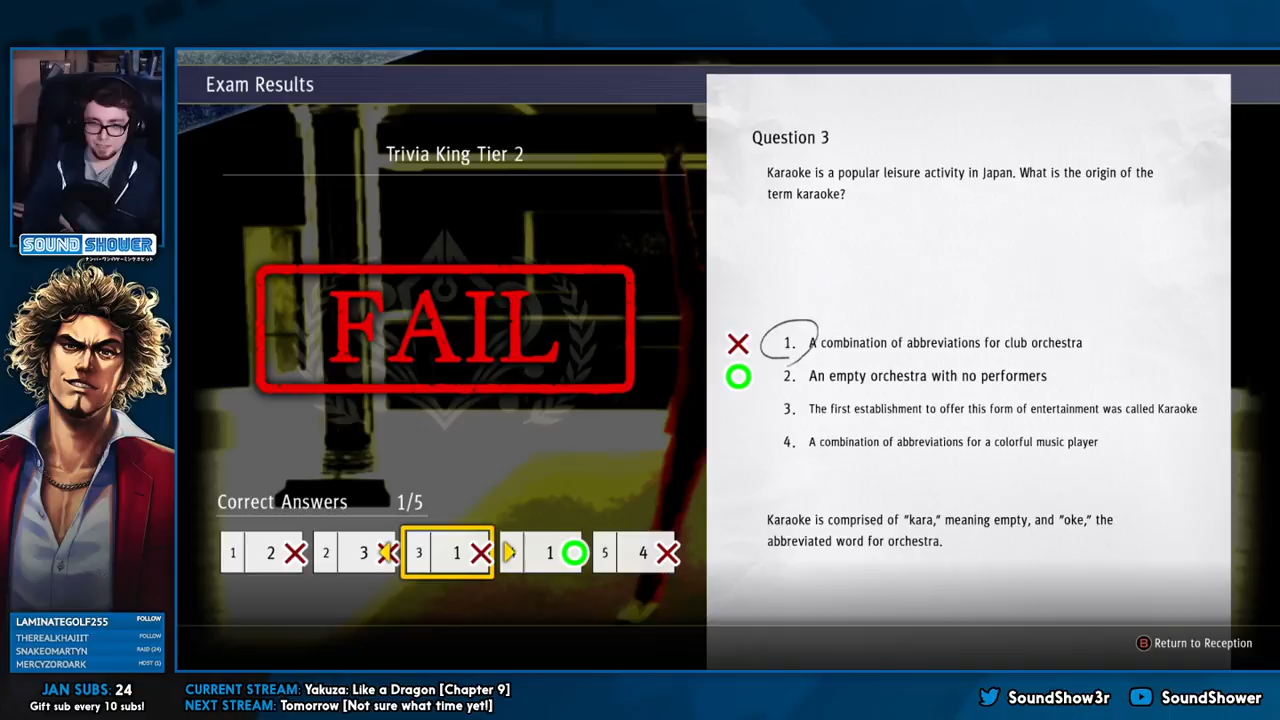 Exam Results
Trivia King Tier 2
FAIL
Correct Answers 1/5
1 2
2 3
3 1
1
5 4
Question 3
Karaoke is a popular leisure activity in Japan. What is the origin of the
term karaoke?
1. A combination of abbreviations for club orchestra
2. An empty orchestra with no performers
3. The first establishment to offer this form of entertainment was called Karaoke
4. A combination of abbreviations for a colorful music player
Karaoke is comprised of "kara," meaning empty, and "oke," the
abbreviated word for orchestra.
B Return to Reception
SOUND SHOWER
LAMINATEGOLF255 FOLLOW
THEREALKHAJIIT FOLLOW
SNAKEOMARTYN RAID (24)
MERCYZOROARK HOST (1)
JAN SUBS: 24
Gift sub every 10 subs!
CURRENT STREAM: Yakuza: Like a Dragon [Chapter 9]
NEXT STREAM: Tomorrow [Not sure what time yet!]
SoundShow3r
SoundShower